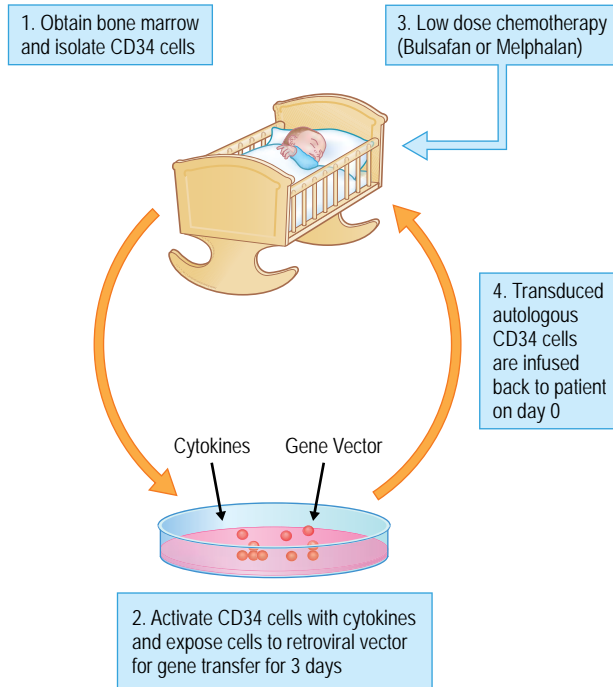 1. Obtain bone marrow
and isolate CD34 cells
3. Low dose chemotherapy
(Bulsafan or Melphalan)
4. Transduced
autologous
CD34 cells
are infused
back to patient
on day 0
Cytokines
Gene Vector
2. Activate CD34 cells with cytokines
and expose cells to retroviral vector
for gene transfer for 3 days